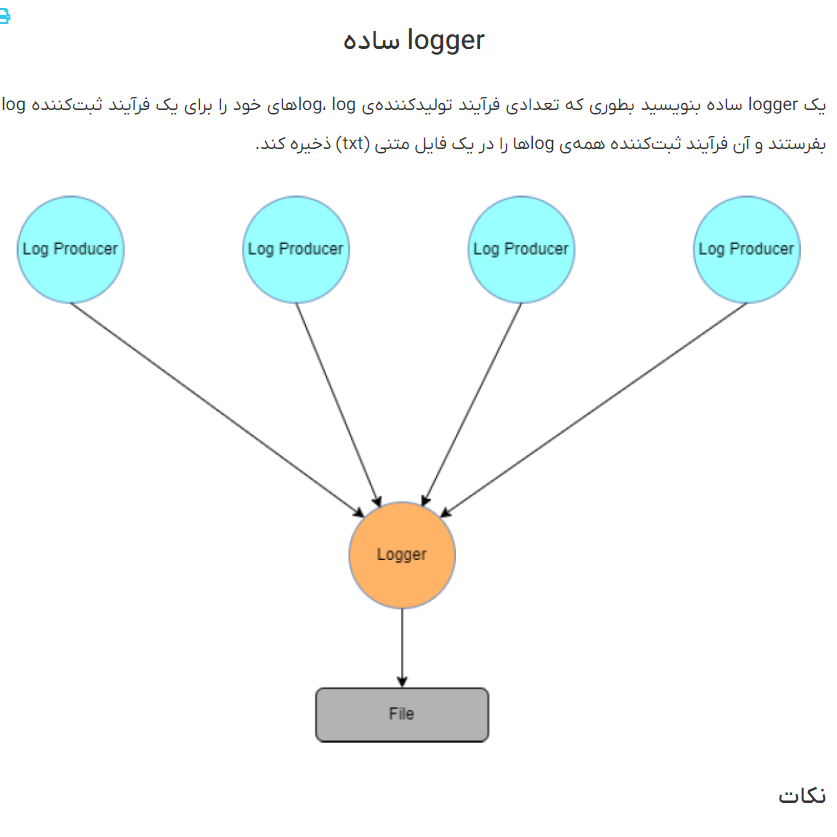 logger ساده
یک logger ساده بنویسید بطوری که تعدادی فرآیند تولیدکننده‌ی log، logهای خود را برای یک فرآیند ثبت‌کننده log
بفرستند و آن فرآیند ثبت‌کننده همه‌ی logها را در یک فایل متنی (txt) ذخیره کند.
Log Producer
Log Producer
Log Producer
Log Producer
Logger
File
نکات